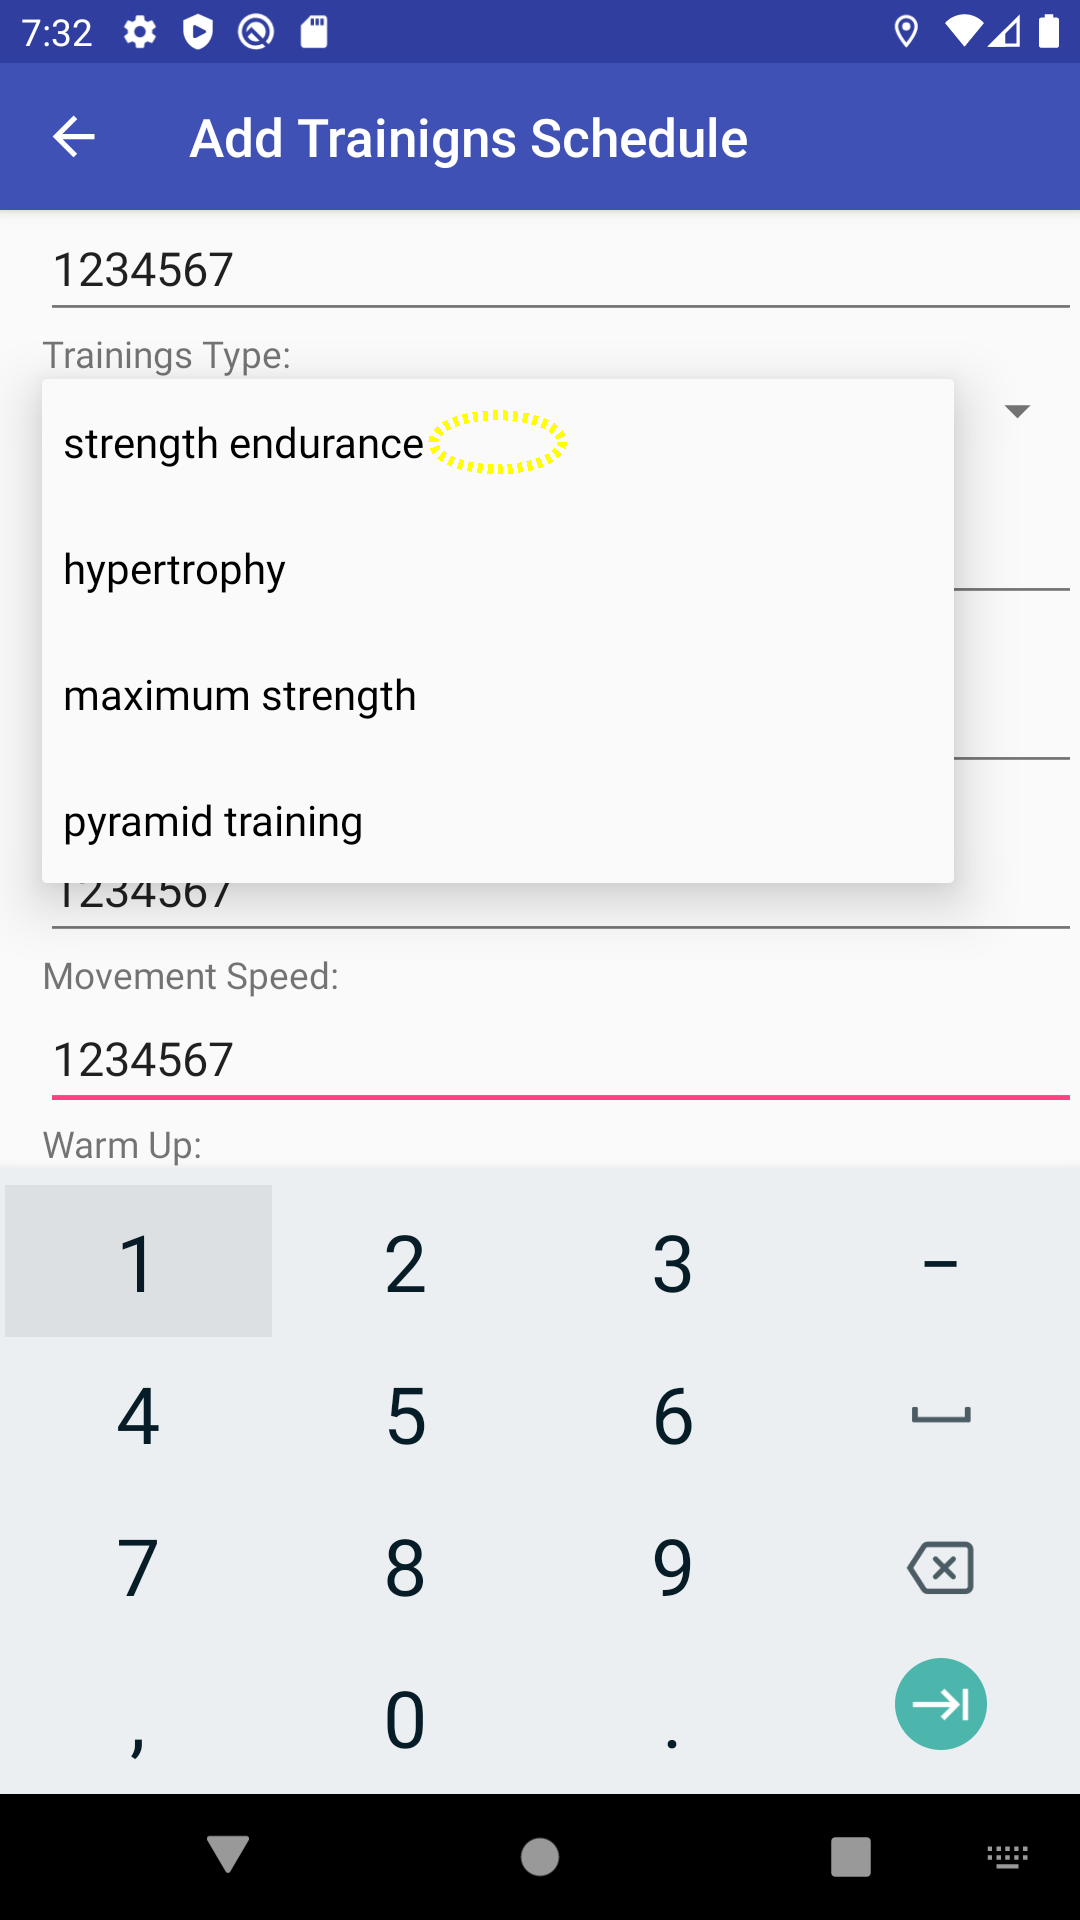 7:32
Add Trainigns Schedule
1234567
Trainings Type:
strength endurance
hypertrophy
maximum strength
pyramid training
1234567
Movement Speed:
1234567
Warm Up:
1 2 3 –
4 5 6
7 8 9
, 0 .